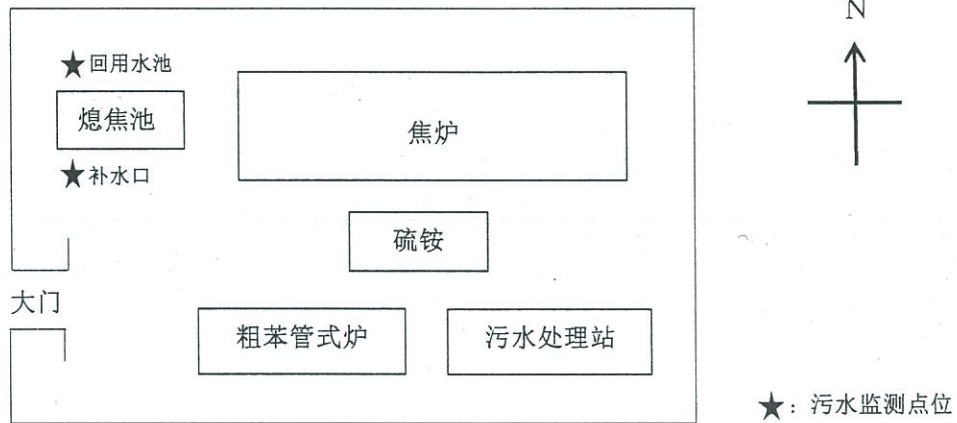 N
★回用水池
熄焦池
焦炉
★补水口
硫铵
大门
粗苯管式炉
污水处理站
★：污水监测点位